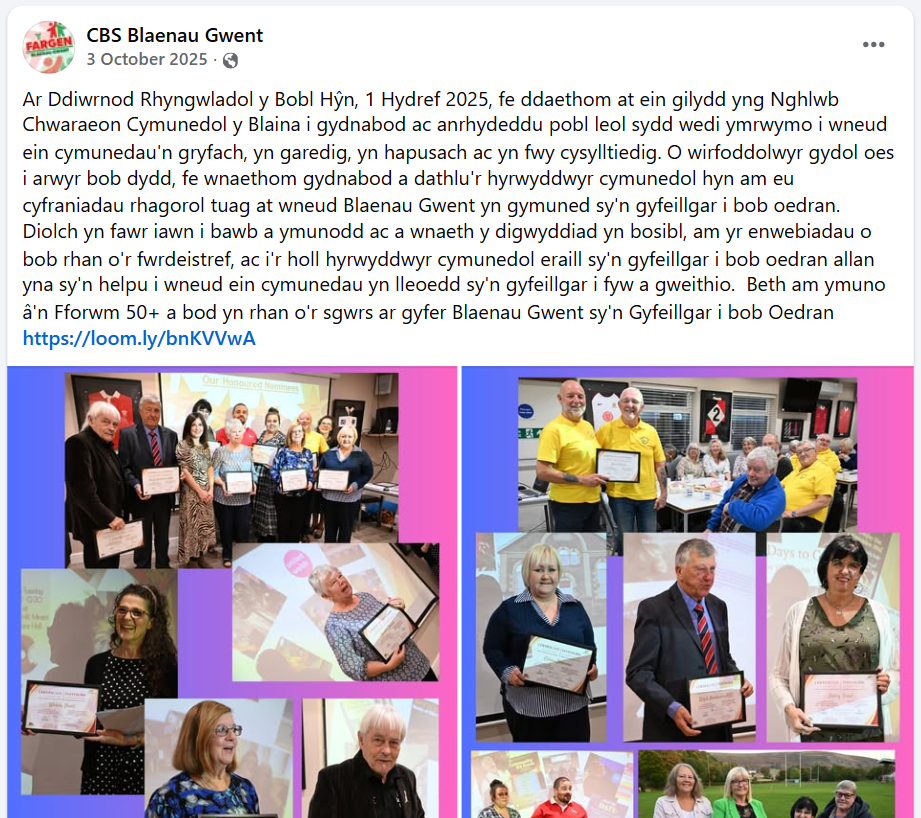 FARGEN
CBS Blaenau Gwent
3 October 2025 ·
Ar Ddiwrnod Rhyngwladol y Bobl Hŷn, 1 Hydref 2025, fe ddaethom at ein gilydd yng Nghlwb
Chwaraeon Cymunedol y Blaina i gydnabod ac anrhydeddu pobl leol sydd wedi ymrwymo i wneud
ein cymunedau'n gryfach, yn garedig, yn hapusach ac yn fwy cysylltiedig. O wirfoddolwyr gydol oes
i arwyr bob dydd, fe wnaethom gydnabod a dathlu'r hyrwyddwyr cymunedol hyn am eu
cyfraniadau rhagorol tuag at wneud Blaenau Gwent yn gymuned sy'n gyfeillgar i bob oedran.
Diolch yn fawr iawn i bawb a ymunodd ac a wnaeth y digwyddiad yn bosibl, am yr enwebiadau o
bob rhan o'r fwrdeistref, ac i'r holl hyrwyddwyr cymunedol eraill sy'n gyfeillgar i bob oedran allan
yna sy'n helpu i wneud ein cymunedau yn lleoedd sy'n gyfeillgar i fyw a gweithio.  Beth am ymuno
â'n Fforwm 50+ a bod yn rhan o'r sgwrs ar gyfer Blaenau Gwent sy'n Gyfeillgar i bob Oedran
https://loom.ly/bnKVVwA
Our Honoured Nominees
Days to